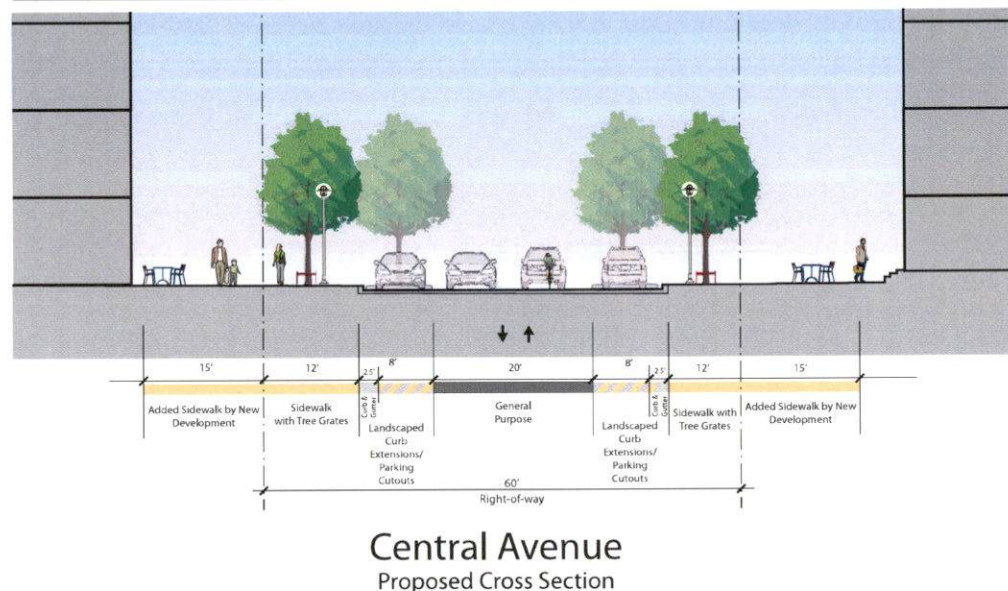 15'
12'
2.5'
8'
20'
8'
2.5'
12'
15'
Added Sidewalk by New
Development
Sidewalk
with Tree Grates
Curb &
Gutter
Landscaped
Curb
Extensions/
Parking
Cutouts
General
Purpose
Landscaped
Curb
Extensions/
Parking
Cutouts
Curb &
Gutter
Sidewalk with
Tree Grates
Added Sidewalk by New
Development
60'
Right-of-way
Central Avenue
Proposed Cross Section